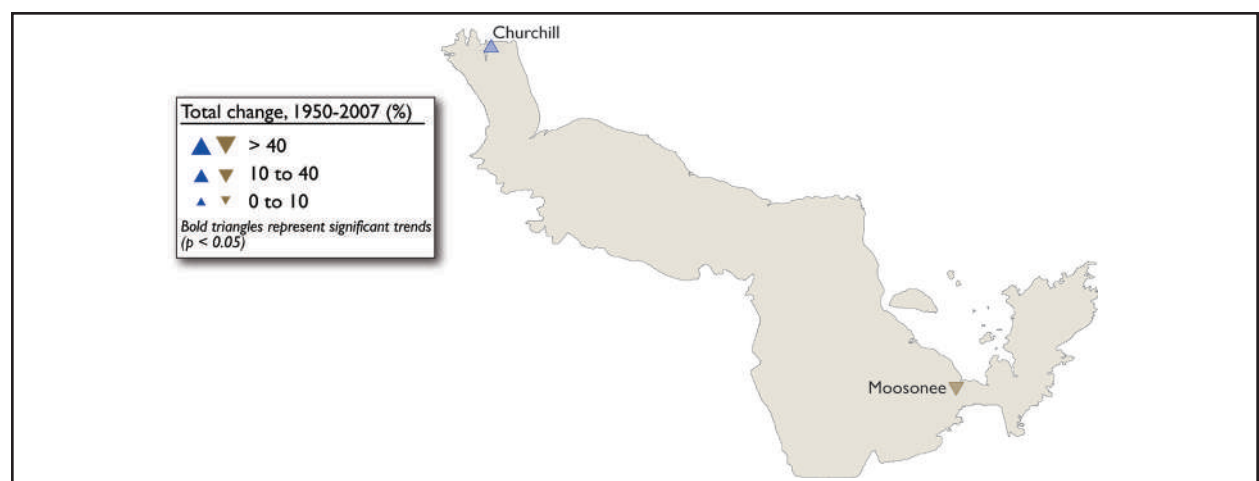 Churchill
Total change, 1950-2007 (%)
> 40
10 to 40
0 to 10
Bold triangles represent significant trends
(p < 0.05)
Moosonee